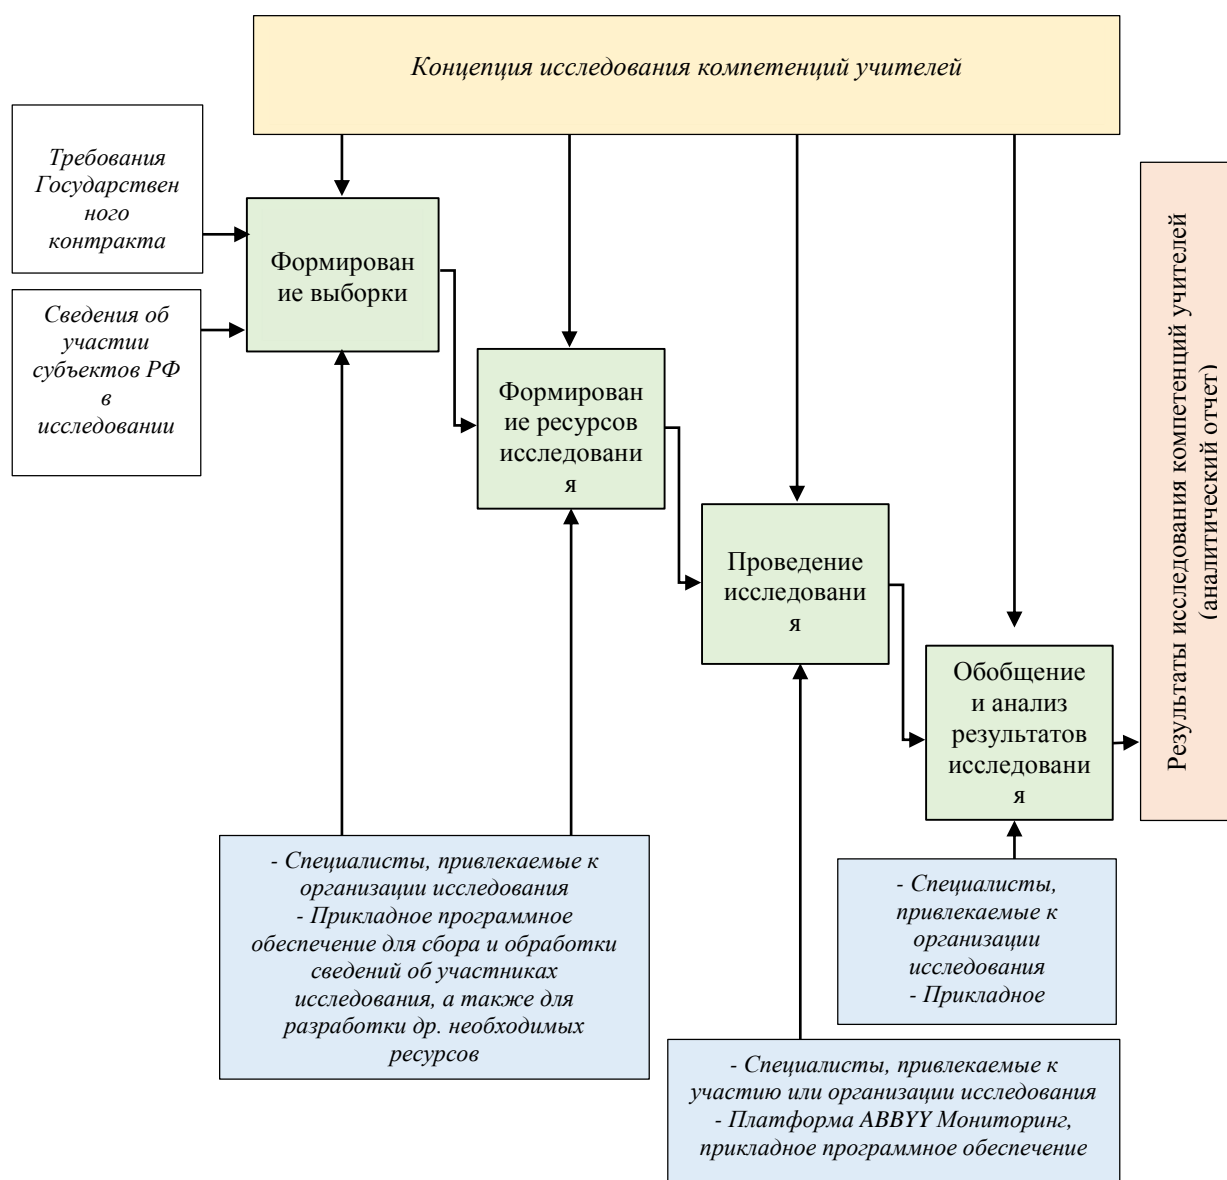 Концепция исследования компетенций учителей
Требования
Государствен
ного
контракта
Сведения об
участии
субъектов РФ
в
исследовании
Формирован
ие выборки
Формирован
ие ресурсов
исследовани
я
Проведение
исследовани
я
Обобщение
и анализ
результатов
исследовани
я
Результаты исследования компетенций учителей
(аналитический отчет)
- Специалисты, привлекаемые к
организации исследования
- Прикладное программное
обеспечение для сбора и обработки
сведений об участниках
исследования, а также для
разработки др. необходимых
ресурсов
- Специалисты,
привлекаемые к
организации
исследования
- Прикладное
- Специалисты, привлекаемые к
участию или организации исследования
- Платформа ABBYY Мониторинг,
прикладное программное обеспечение